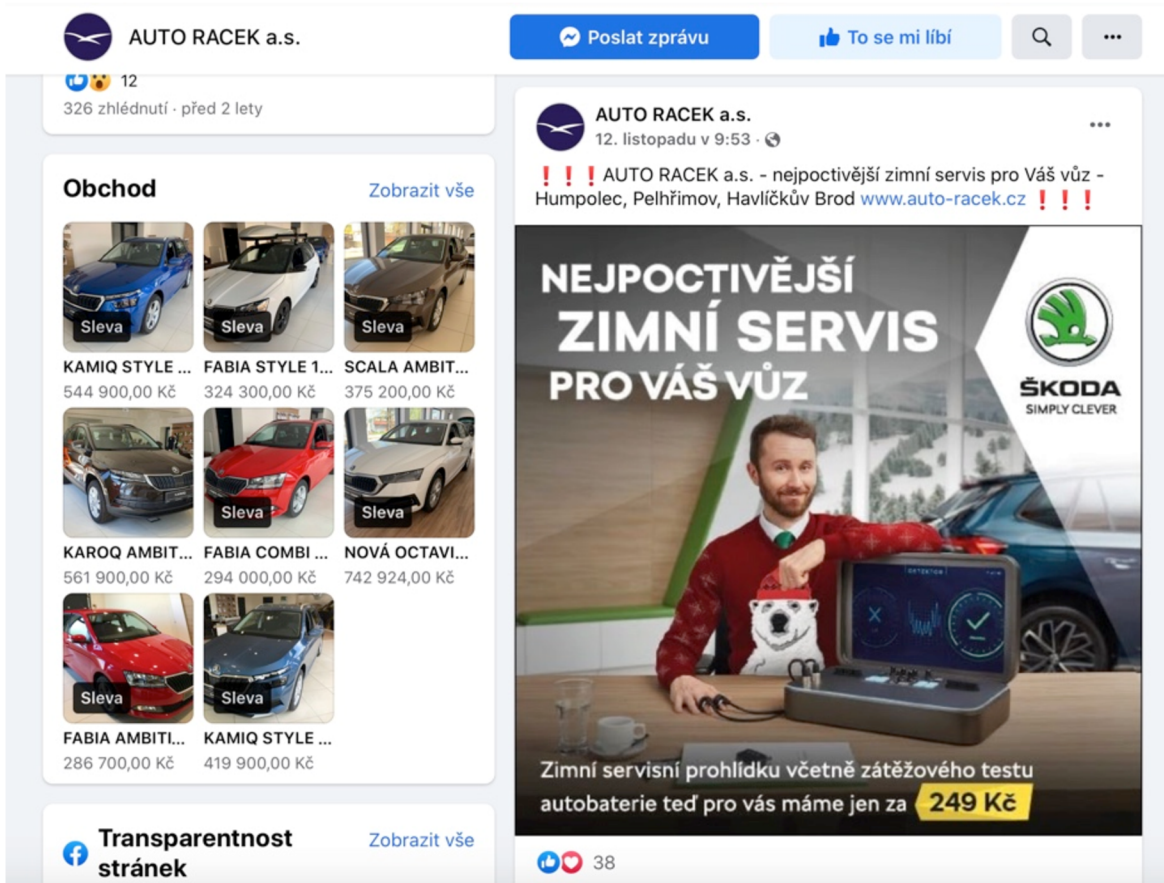 AUTO RACEK a.s.
Poslat zprávu
To se mi líbí
12
326 zhlédnutí · před 2 lety
Obchod
Zobrazit vše
Sleva
Sleva
Sleva
KAMIQ STYLE ...
FABIA STYLE 1...
SCALA AMBIT...
544 900,00 Kč
324 300,00 Kč
375 200,00 Kč
Sleva
Sleva
KAROQ AMBIT...
FABIA COMBI ...
NOVÁ OCTAVI...
561 900,00 Kč
294 000,00 Kč
742 924,00 Kč
Sleva
Sleva
FABIA AMBITI...
KAMIQ STYLE ...
286 700,00 Kč
419 900,00 Kč
Transparentnost
stránek
Zobrazit vše
AUTO RACEK a.s.
12. listopadu v 9:53 ·
❗❗❗AUTO RACEK a.s. - nejpoctivější zimní servis pro Váš vůz -
Humpolec, Pelhřimov, Havlíčkův Brod www.auto-racek.cz ❗❗❗
NEJPOCTIVĚJŠÍ
ZIMNÍ SERVIS
PRO VÁŠ VŮZ
ŠKODA
SIMPLY CLEVER
DETEKTOR
Zimní servisní prohlídku včetně zátěžového testu
autobaterie teď pro vás máme jen za 249 Kč
38